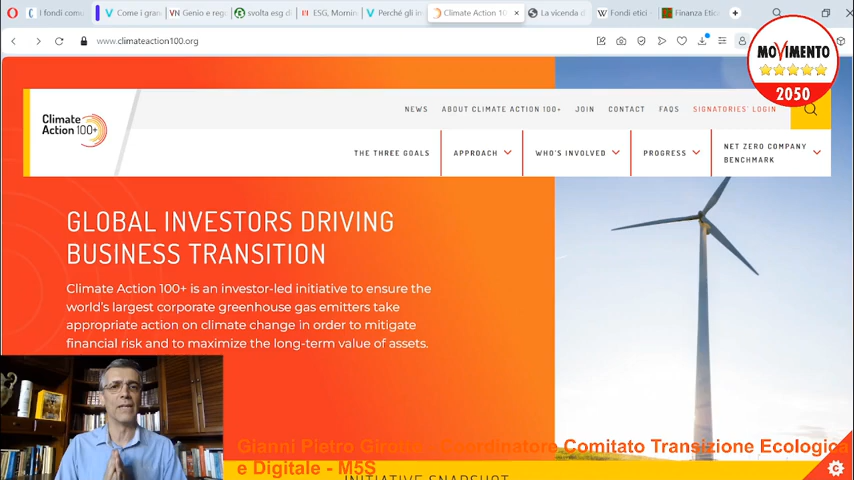 I fondi comu
Come i gran
Genio e reg
svolta esg d
ESG, Mornin
Perché gli in
Climate Action 100+
La vicenda d
Fondi etici
Finanza Etic
www.climateaction100.org
MOVIMENTO
2050
NEWS
ABOUT CLIMATE ACTION 100+
JOIN
CONTACT
FAQS
SIGNATORIES' LOGIN
Climate
Action 100+
THE THREE GOALS
APPROACH
WHO'S INVOLVED
PROGRESS
NET ZERO COMPANY
BENCHMARK
GLOBAL INVESTORS DRIVING
BUSINESS TRANSITION
Climate Action 100+ is an investor-led initiative to ensure the
world's largest corporate greenhouse gas emitters take
appropriate action on climate change in order to mitigate
financial risk and to maximize the long-term value of assets.
Gianni Pietro Girotto - Coordinatore Comitato Transizione Ecologica
e Digitale - M5S
INITIATIVE SNAPSHOT